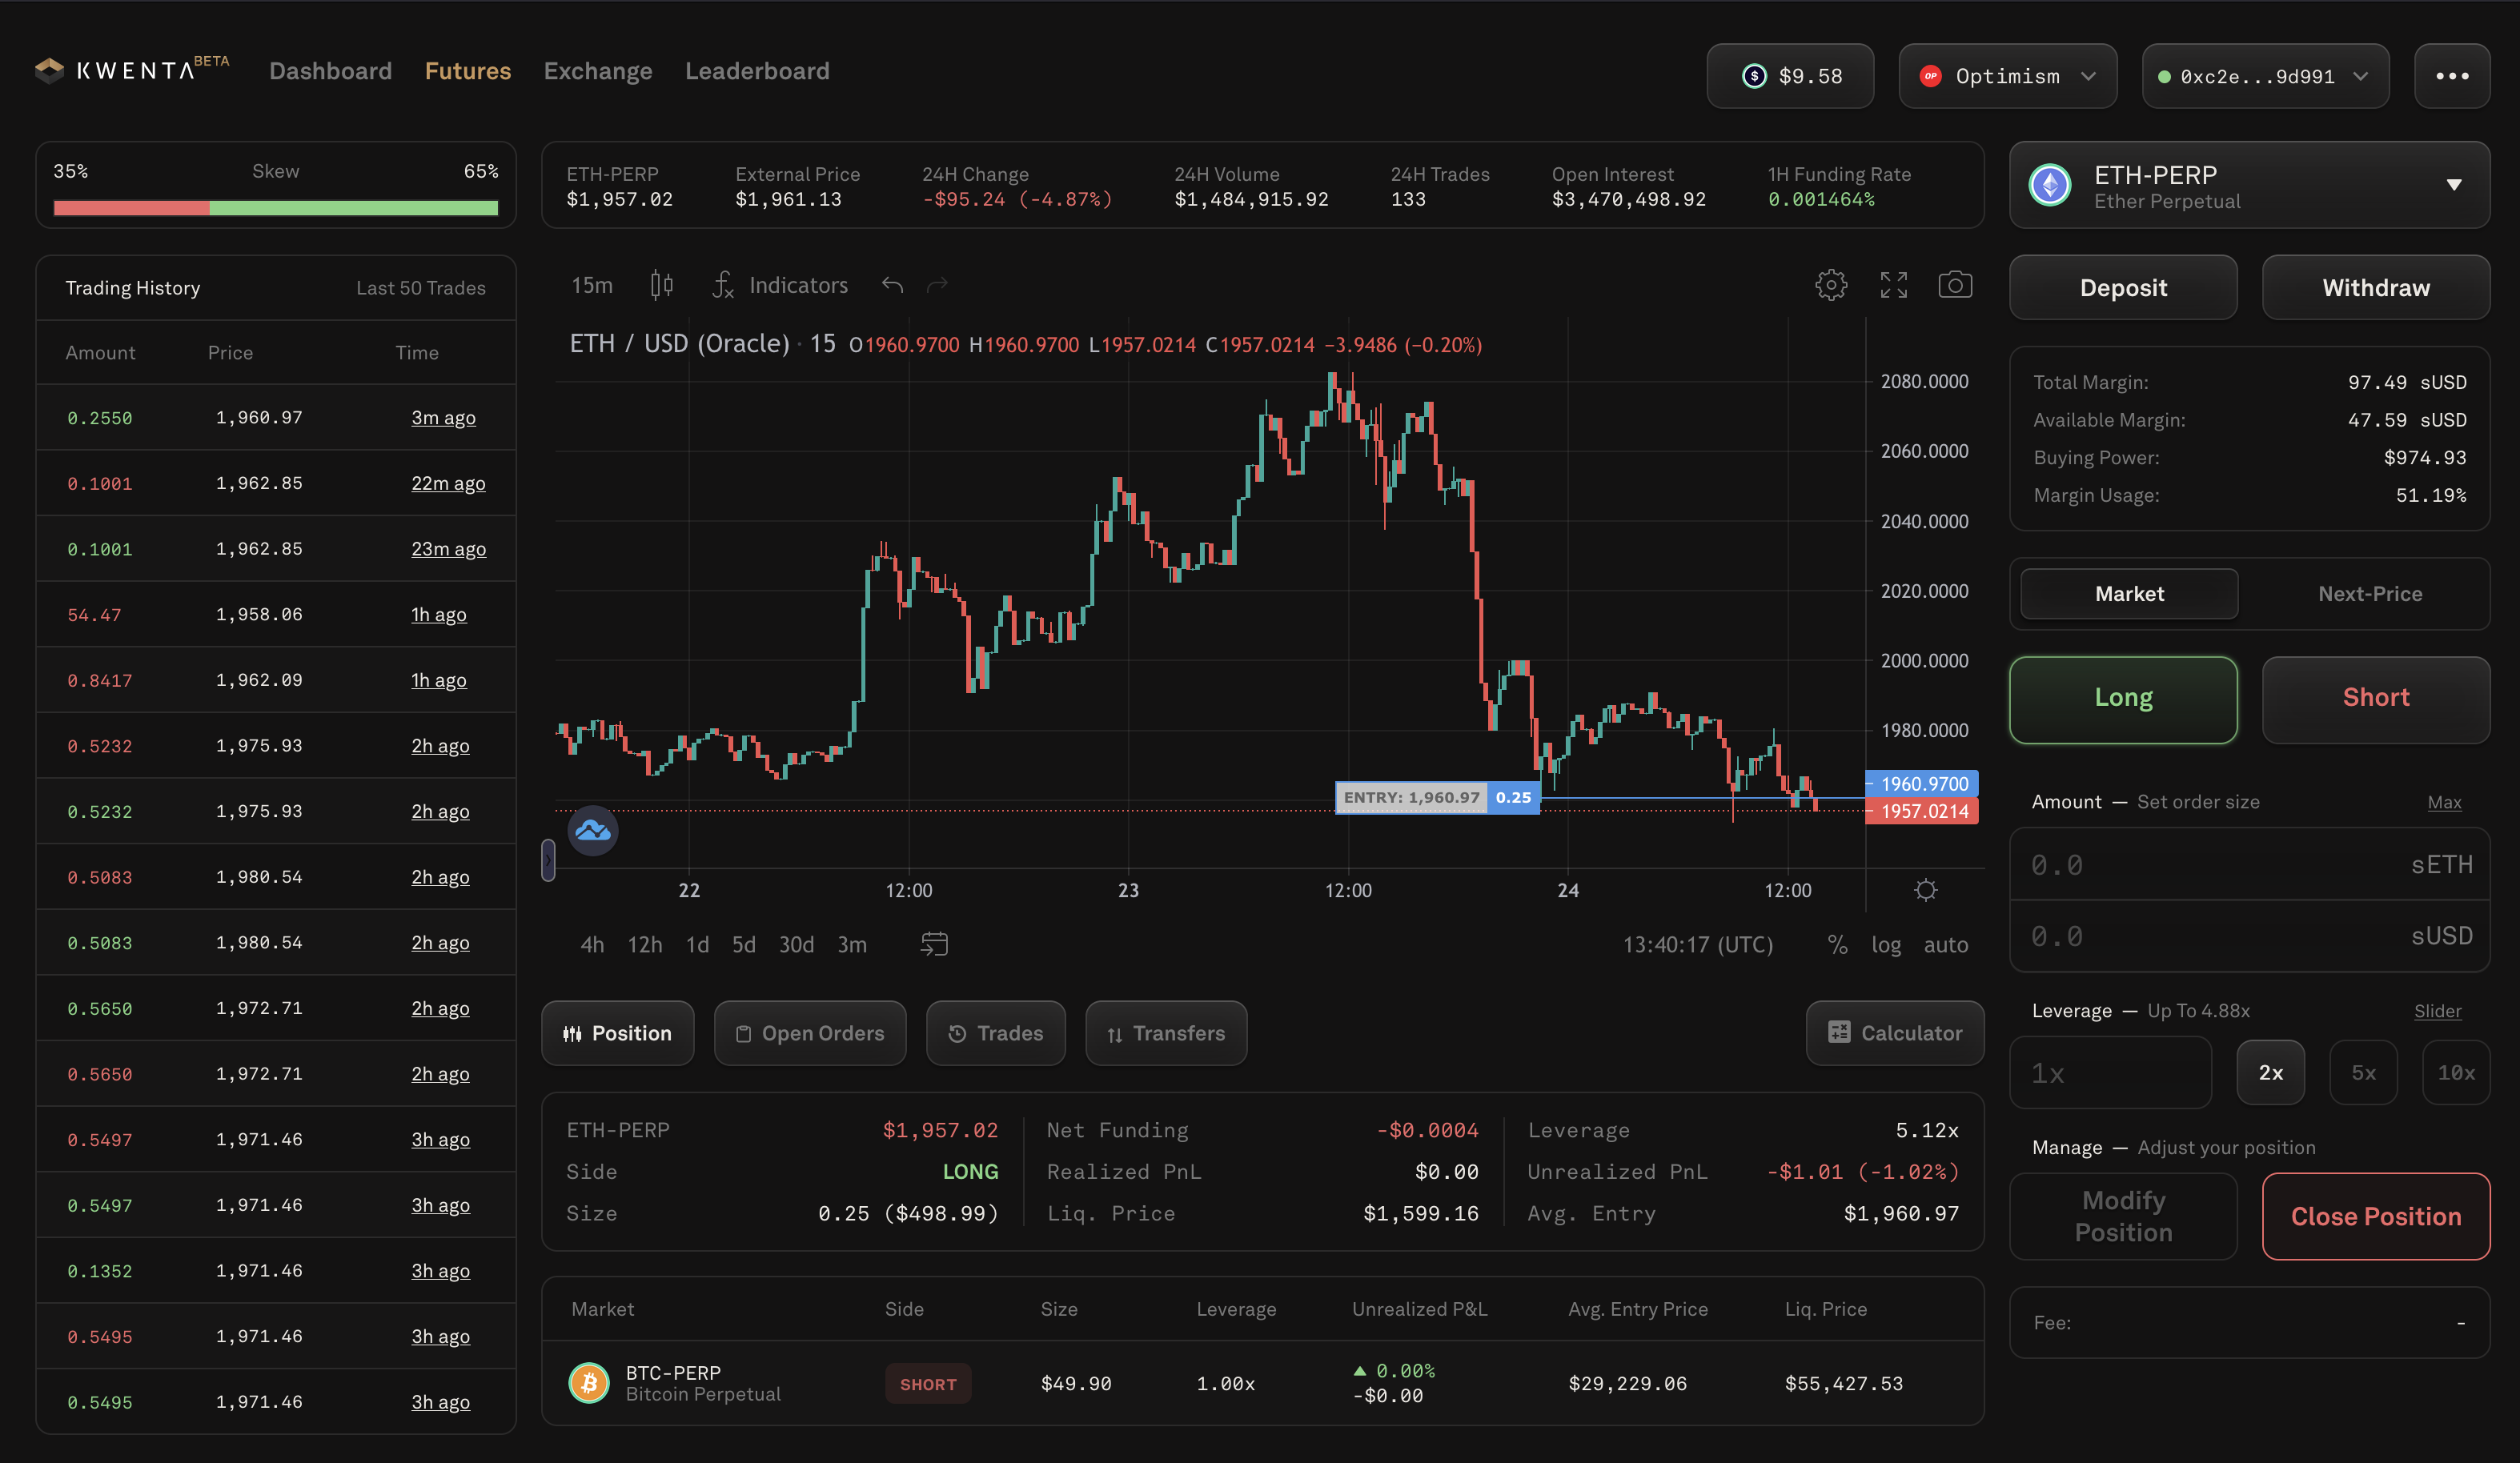 KWENTA BETA Dashboard Futures Exchange Leaderboard
$9.58
OP Optimism
0xc2e...9d991
35% Skew 65%
Trading History Last 50 Trades
Amount Price Time
0.2550 1,960.97 3m ago
0.1001 1,962.85 22m ago
0.1001 1,962.85 23m ago
54.47 1,958.06 1h ago
0.8417 1,962.09 1h ago
0.5232 1,975.93 2h ago
0.5232 1,975.93 2h ago
0.5083 1,980.54 2h ago
0.5083 1,980.54 2h ago
0.5650 1,972.71 2h ago
0.5650 1,972.71 2h ago
0.5497 1,971.46 3h ago
0.5497 1,971.46 3h ago
0.1352 1,971.46 3h ago
0.5495 1,971.46 3h ago
0.5495 1,971.46 3h ago
ETH-PERP External Price 24H Change 24H Volume 24H Trades Open Interest 1H Funding Rate
$1,957.02 $1,961.13 -$95.24 (-4.87%) $1,484,915.92 133 $3,470,498.92 0.001464%
15m Indicators
ETH / USD (Oracle) · 15 O1960.9700 H1960.9700 L1957.0214 C1957.0214 −3.9486 (−0.20%)
2080.0000
2060.0000
2040.0000
2020.0000
2000.0000
1980.0000
1960.9700
ENTRY: 1,960.97 0.25
1957.0214
22 12:00 23 12:00 24 12:00
4h 12h 1d 5d 30d 3m 13:40:17 (UTC) % log auto
Position Open Orders Trades Transfers Calculator
ETH-PERP $1,957.02 Net Funding -$0.0004 Leverage 5.12x
Side LONG Realized PnL $0.00 Unrealized PnL -$1.01 (-1.02%)
Size 0.25 ($498.99) Liq. Price $1,599.16 Avg. Entry $1,960.97
Market Side Size Leverage Unrealized P&L Avg. Entry Price Liq. Price
BTC-PERP
Bitcoin Perpetual
SHORT $49.90 1.00x
0.00%
-$0.00
$29,229.06 $55,427.53
ETH-PERP
Ether Perpetual
Deposit Withdraw
Total Margin: 97.49 sUSD
Available Margin: 47.59 sUSD
Buying Power: $974.93
Margin Usage: 51.19%
Market Next-Price
Long Short
Amount — Set order size Max
0.0 sETH
0.0 sUSD
Leverage — Up To 4.88x Slider
1x 2x 5x 10x
Manage — Adjust your position
Modify
Position
Close Position
Fee: -